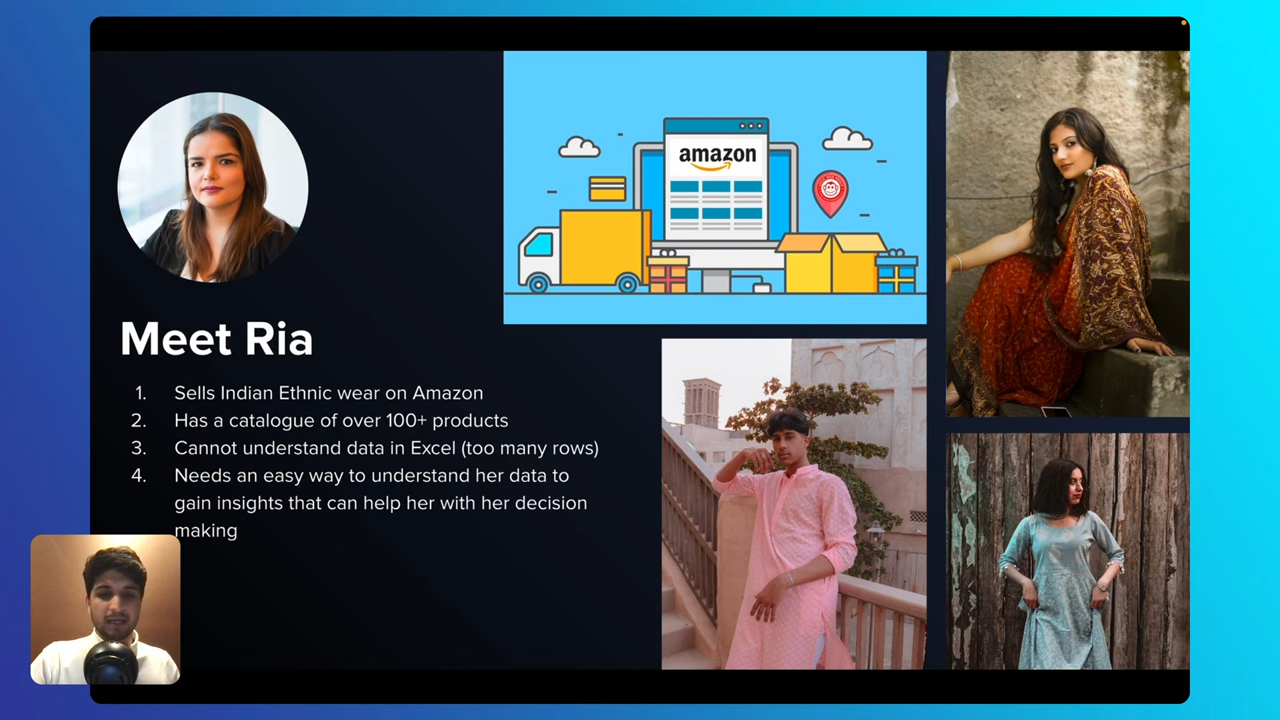 amazon
Meet Ria
1. Sells Indian Ethnic wear on Amazon
2. Has a catalogue of over 100+ products
3. Cannot understand data in Excel (too many rows)
4. Needs an easy way to understand her data to
gain insights that can help her with her decision
making